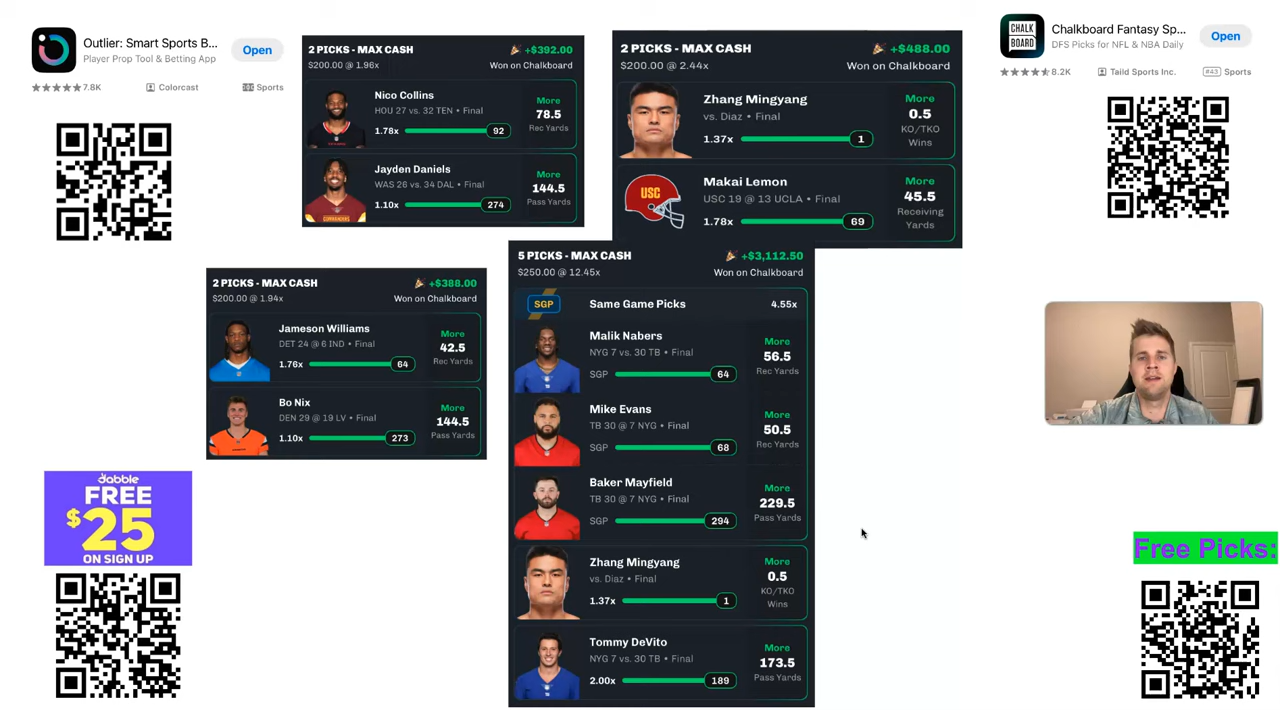 Outlier: Smart Sports B...
Player Prop Tool & Betting App
Open
★★★★★ 7.8K
Colorcast
Sports
2 PICKS - MAX CASH
+$392.00
$200.00 @ 1.96x
Won on Chalkboard
Nico Collins
HOU 27 vs. 32 TEN • Final
1.78x
92
More
78.5
Rec Yards
Jayden Daniels
WAS 26 vs. 34 DAL • Final
1.10x
274
More
144.5
Pass Yards
2 PICKS - MAX CASH
+$488.00
$200.00 @ 2.44x
Won on Chalkboard
Zhang Mingyang
vs. Diaz • Final
1.37x
1
More
0.5
KO/TKO
Wins
USC
Makai Lemon
USC 19 @ 13 UCLA • Final
1.78x
69
More
45.5
Receiving
Yards
CHALK
BOARD
Chalkboard Fantasy Sp...
DFS Picks for NFL & NBA Daily
Open
8.2K
Taild Sports Inc.
#43 Sports
2 PICKS - MAX CASH
+$388.00
$200.00 @ 1.94x
Won on Chalkboard
Jameson Williams
DET 24 @ 6 IND • Final
1.76x
64
More
42.5
Rec Yards
Bo Nix
DEN 29 @ 19 LV • Final
1.10x
273
More
144.5
Pass Yards
5 PICKS - MAX CASH
+$3,112.50
$250.00 @ 12.45x
Won on Chalkboard
SGP
Same Game Picks
4.55x
Malik Nabers
NYG 7 vs. 30 TB • Final
SGP
64
More
56.5
Rec Yards
Mike Evans
TB 30 @ 7 NYG • Final
SGP
68
More
50.5
Rec Yards
Baker Mayfield
TB 30 @ 7 NYG • Final
SGP
294
More
229.5
Pass Yards
Zhang Mingyang
vs. Diaz • Final
1.37x
1
More
0.5
KO/TKO
Wins
Tommy DeVito
NYG 7 vs. 30 TB • Final
2.00x
189
More
173.5
Pass Yards
dabble
FREE
$25
ON SIGN UP
Free Picks: